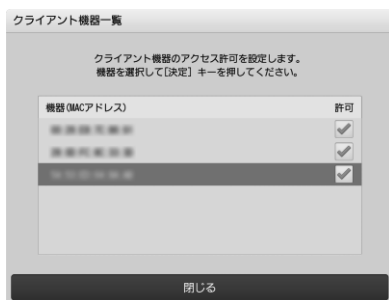 クライアント機器一覧
クライアント機器のアクセス許可を設定します。
機器を選択して[決定] キーを押してください。
機器(MACアドレス) 許可
閉じる